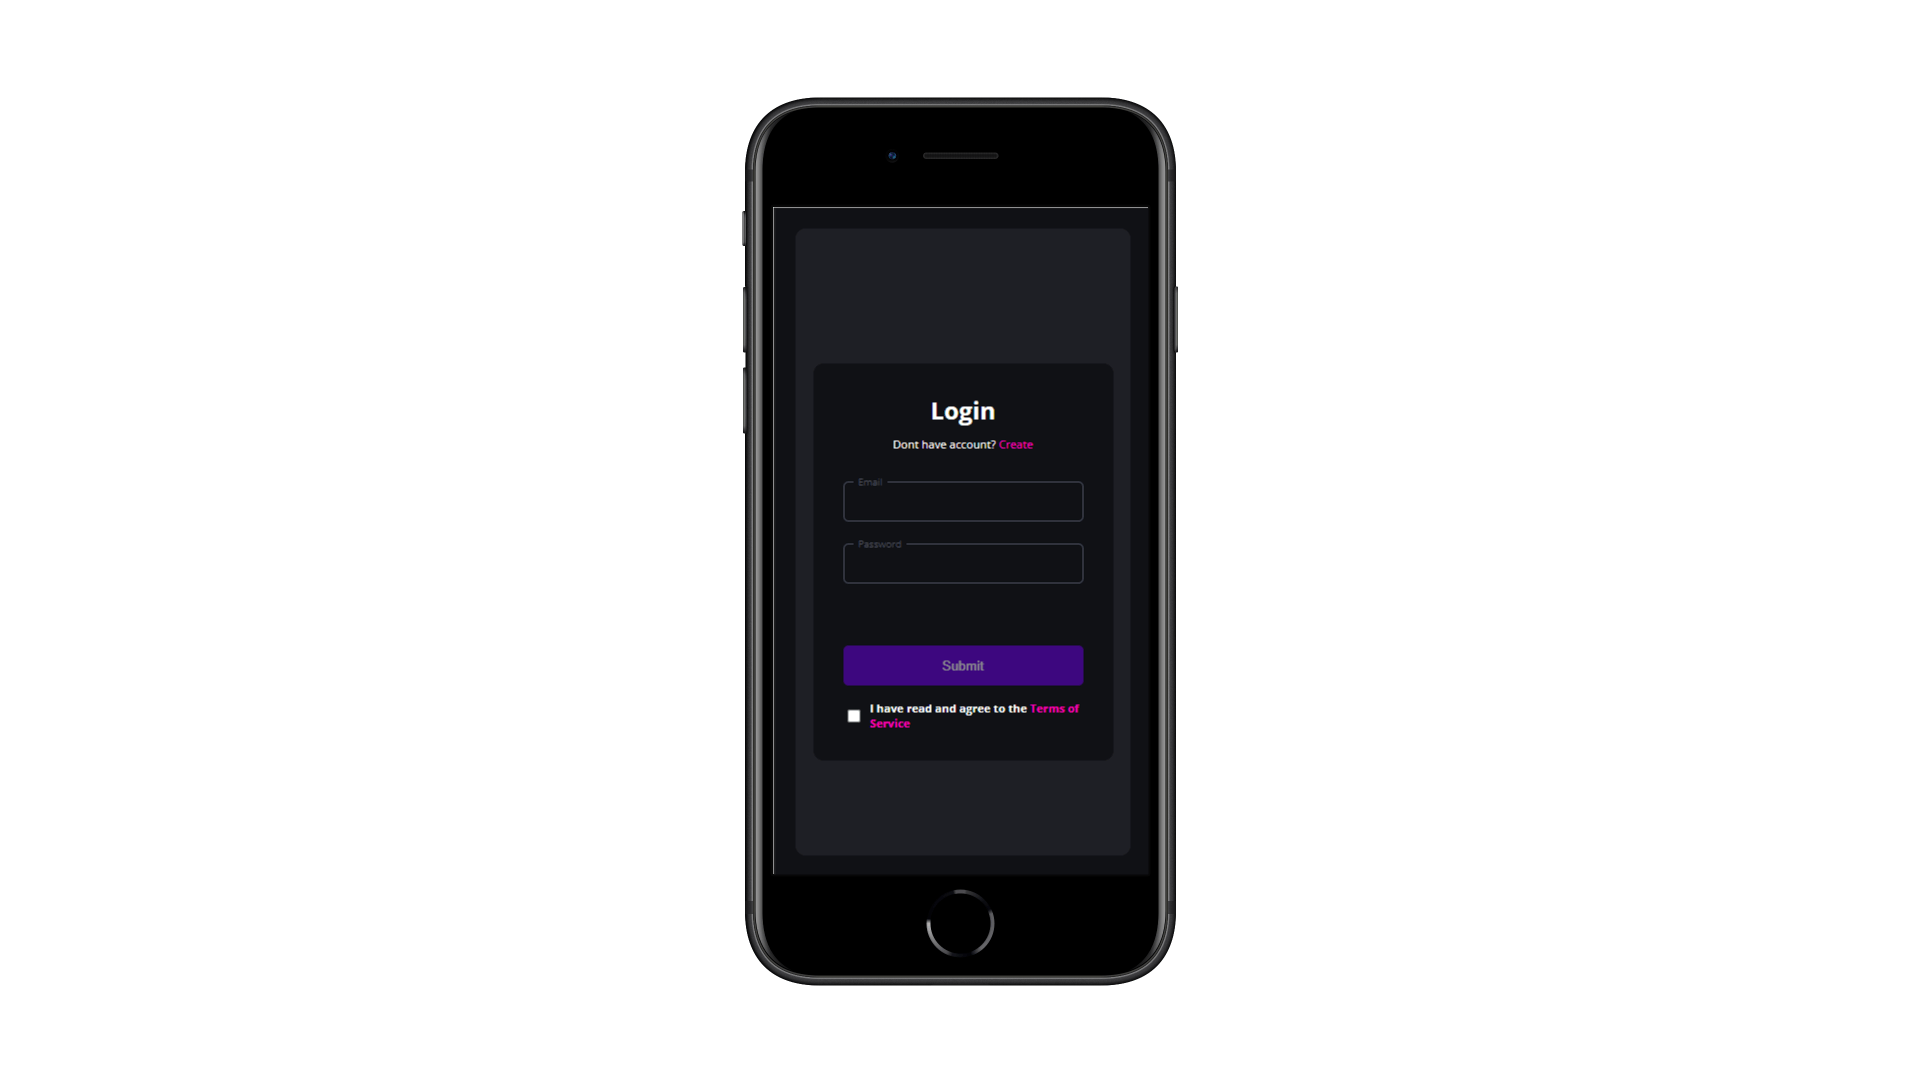 Login
Dont have account? Create
Email
Password
Submit
I have read and agree to the Terms of
Service